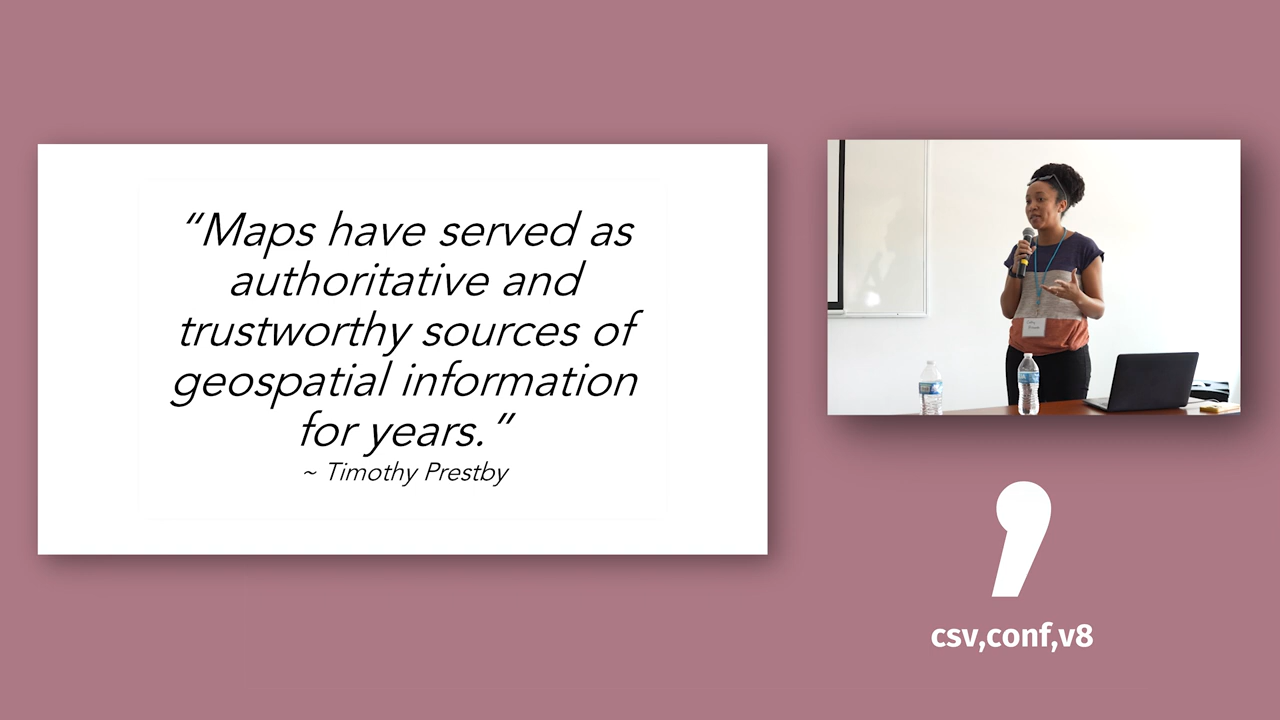 “Maps have served as
authoritative and
trustworthy sources of
geospatial information
for years.”
~ Timothy Prestby
csv,conf,v8